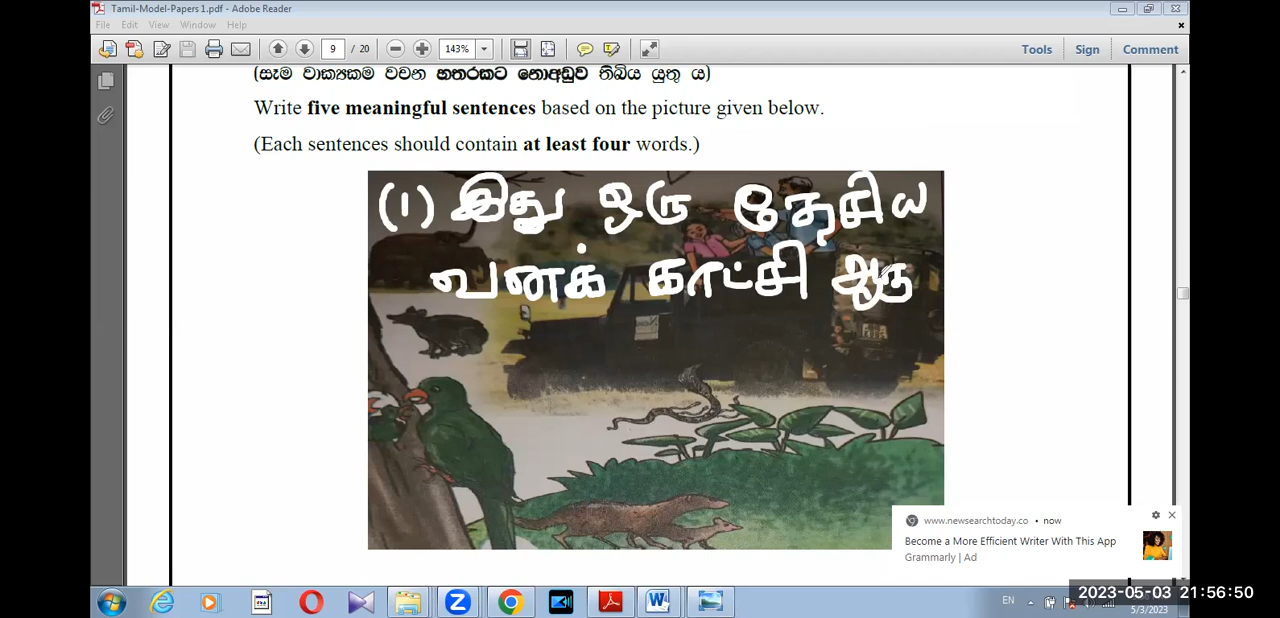 Tamil-Model-Papers 1.pdf - Adobe Reader
File Edit View Window Help
9 / 20 143% Tools Sign Comment
(සෑම වාක්‍යකම වචන හතරකට නොඅඩුව තිබිය යුතු ය)
Write five meaningful sentences based on the picture given below.
(Each sentences should contain at least four words.)
(1) இது ஒரு தேசிய
வனக் காட்சி ஆகு
www.newsearchtoday.co • now
Become a More Efficient Writer With This App
Grammarly | Ad
EN
2023-05-03 21:56:50
5/3/2023